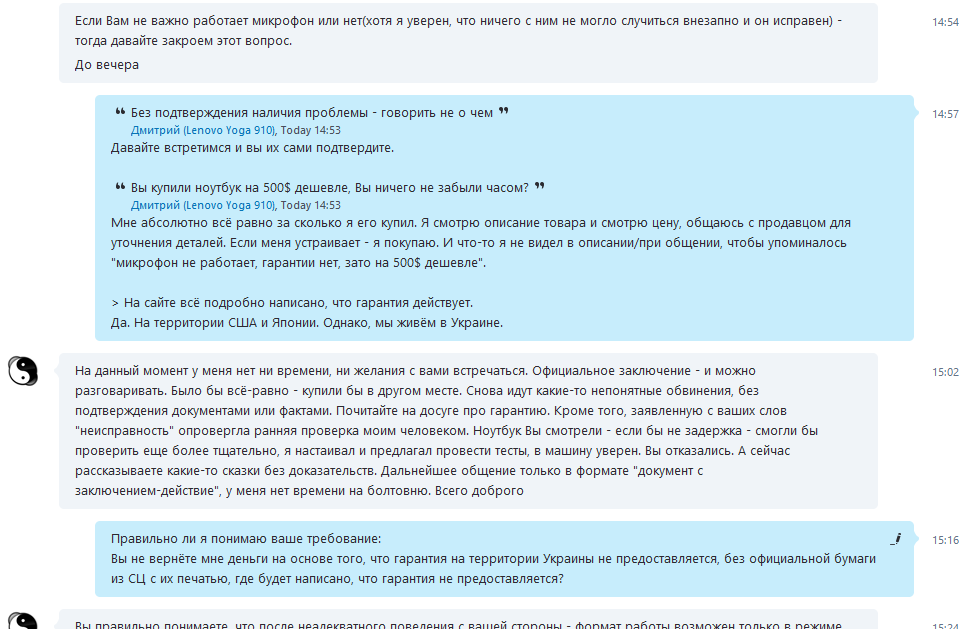 Если Вам не важно работает микрофон или нет(хотя я уверен, что ничего с ним не могло случиться внезапно и он исправен) - 14:54
тогда давайте закроем этот вопрос.
До вечера
❝ Без подтверждения наличия проблемы - говорить не о чем ❞ 14:57
Дмитрий (Lenovo Yoga 910), Today 14:53
Давайте встретимся и вы их сами подтвердите.
❝ Вы купили ноутбук на 500$ дешевле, Вы ничего не забыли часом? ❞
Дмитрий (Lenovo Yoga 910), Today 14:53
Мне абсолютно всё равно за сколько я его купил. Я смотрю описание товара и смотрю цену, общаюсь с продавцом для
уточнения деталей. Если меня устраивает - я покупаю. И что-то я не видел в описании/при общении, чтобы упоминалось
"микрофон не работает, гарантии нет, зато на 500$ дешевле".
> На сайте всё подробно написано, что гарантия действует.
Да. На территории США и Японии. Однако, мы живём в Украине.
На данный момент у меня нет ни времени, ни желания с вами встречаться. Официальное заключение - и можно 15:02
разговаривать. Было бы всё-равно - купили бы в другом месте. Снова идут какие-то непонятные обвинения, без
подтверждения документами или фактами. Почитайте на досуге про гарантию. Кроме того, заявленную с ваших слов
"неисправность" опровергла ранняя проверка моим человеком. Ноутбук Вы смотрели - если бы не задержка - смогли бы
проверить еще более тщательно, я настаивал и предлагал провести тесты, в машину уверен. Вы отказались. А сейчас
рассказываете какие-то сказки без доказательств. Дальнейшее общение только в формате "документ с
заключением-действие", у меня нет времени на болтовню. Всего доброго
Правильно ли я понимаю ваше требование: 15:16
Вы не вернёте мне деньги на основе того, что гарантия на территории Украины не предоставляется, без официальной бумаги
из СЦ с их печатью, где будет написано, что гарантия не предоставляется?
Вы правильно понимаете, что после неадекватного поведения с вашей стороны - формат работы возможен только в режиме 15:24